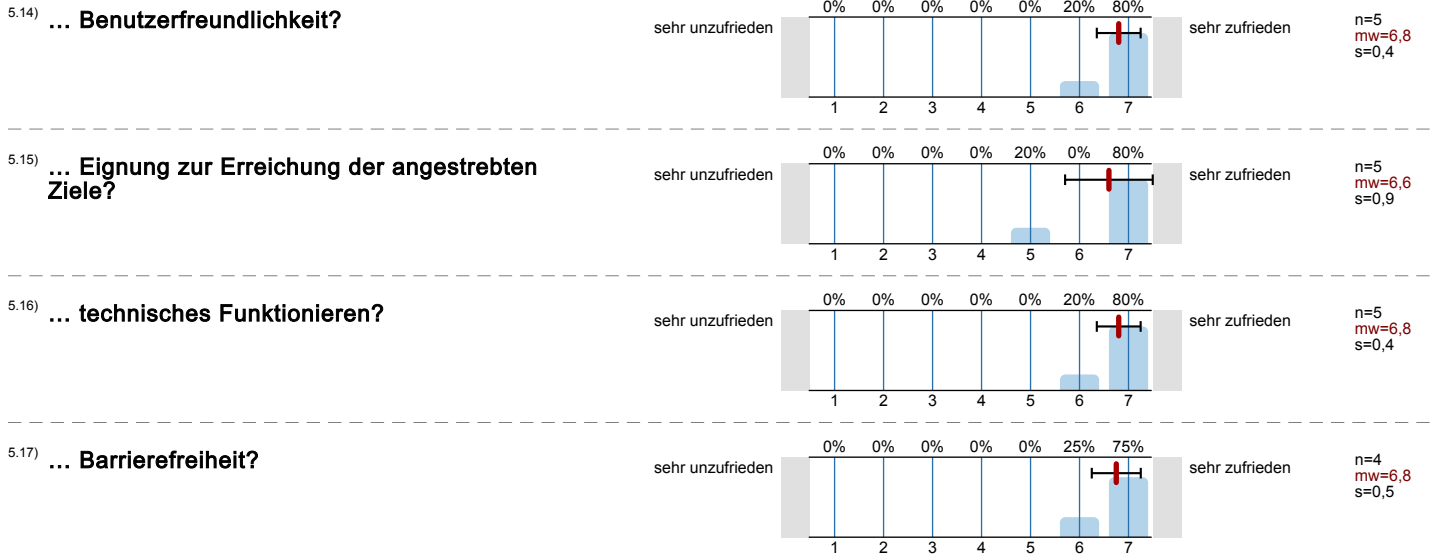 5.14) ... Benutzerfreundlichkeit?
sehr unzufrieden
0% 0% 0% 0% 0% 20% 80%
1 2 3 4 5 6 7
sehr zufrieden
n=5
mw=6,8
s=0,4
5.15) ... Eignung zur Erreichung der angestrebten
Ziele?
sehr unzufrieden
0% 0% 0% 0% 20% 0% 80%
1 2 3 4 5 6 7
sehr zufrieden
n=5
mw=6,6
s=0,9
5.16) ... technisches Funktionieren?
sehr unzufrieden
0% 0% 0% 0% 0% 20% 80%
1 2 3 4 5 6 7
sehr zufrieden
n=5
mw=6,8
s=0,4
5.17) ... Barrierefreiheit?
sehr unzufrieden
0% 0% 0% 0% 0% 25% 75%
1 2 3 4 5 6 7
sehr zufrieden
n=4
mw=6,8
s=0,5